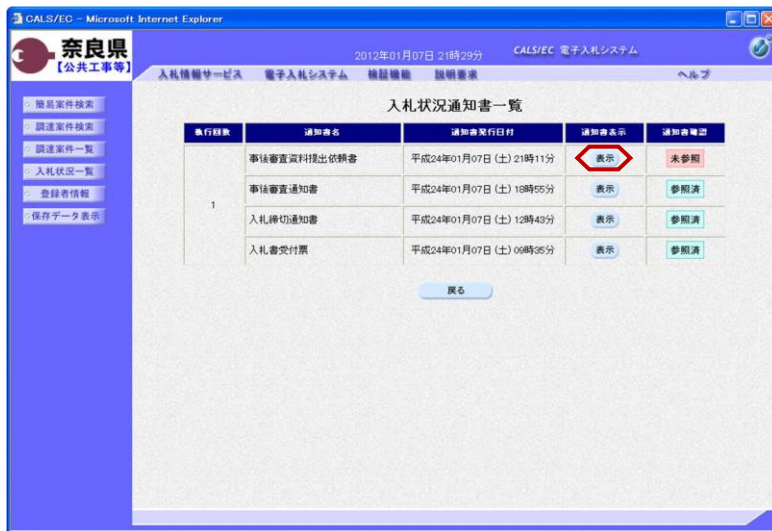 CALS/EC - Microsoft Internet Explorer
奈良県
【公共工事等】
2012年01月07日 21時29分
CALS/EC 電子入札システム
入札情報サービス 電子入札システム 検証機能 説明要求 ヘルプ
簡易案件検索
調達案件検索
調達案件一覧
入札状況一覧
登録者情報
保存データ表示
入札状況通知書一覧
執行回数 通知書名 通知書発行日付 通知書表示 通知書確認
1
事後審査資料提出依頼書 平成24年01月07日 (土) 21時11分 表示 未参照
事後審査通知書 平成24年01月07日 (土) 18時55分 表示 参照済
入札締切通知書 平成24年01月07日 (土) 12時43分 表示 参照済
入札書受付票 平成24年01月07日 (土) 09時35分 表示 参照済
戻る